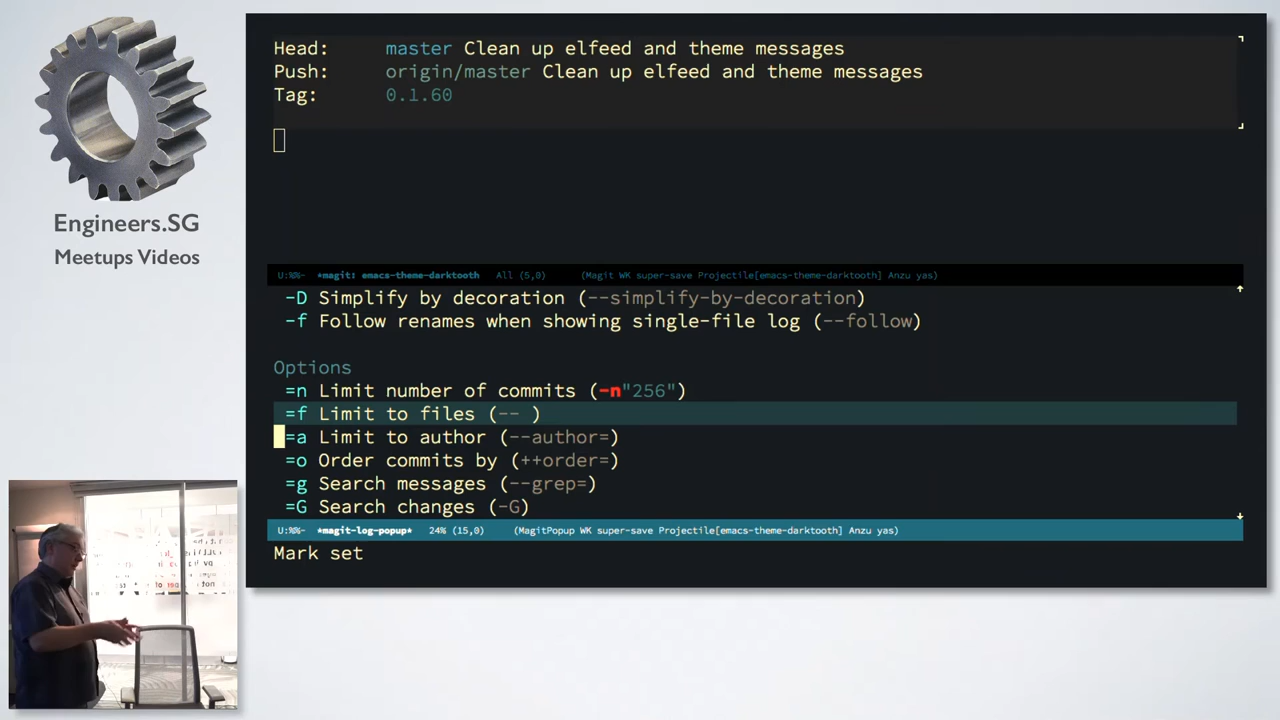 Engineers.SG
Meetups Videos
Head: master Clean up elfeed and theme messages
Push: origin/master Clean up elfeed and theme messages
Tag: 0.1.60
U:%%- *magit: emacs-theme-darktooth All (5,0) (Magit WK super-save Projectile[emacs-theme-darktooth] Anzu yas)
-D Simplify by decoration (--simplify-by-decoration)
-f Follow renames when showing single-file log (--follow)
Options
=n Limit number of commits (-n"256")
=f Limit to files (-- )
=a Limit to author (--author=)
=o Order commits by (++order=)
=g Search messages (--grep=)
=G Search changes (-G)
U:%%- *magit-log-popup* 24% (15,0) (MagitPopup WK super-save Projectile[emacs-theme-darktooth] Anzu yas)
Mark set